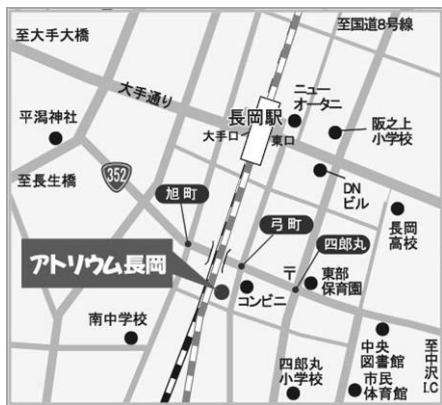 至大手大橋
至国道8号線
大手通り
ニュー
オータニ
長岡駅
大手口
東口
阪之上
小学校
平潟神社
352
至長生橋
旭町
DN
ビル
長岡
高校
弓町
四郎丸
〒
アトリウム長岡
コンビニ
東部
保育園
南中学校
中央
図書館
至中沢I.C
四郎丸
小学校
市民
体育館